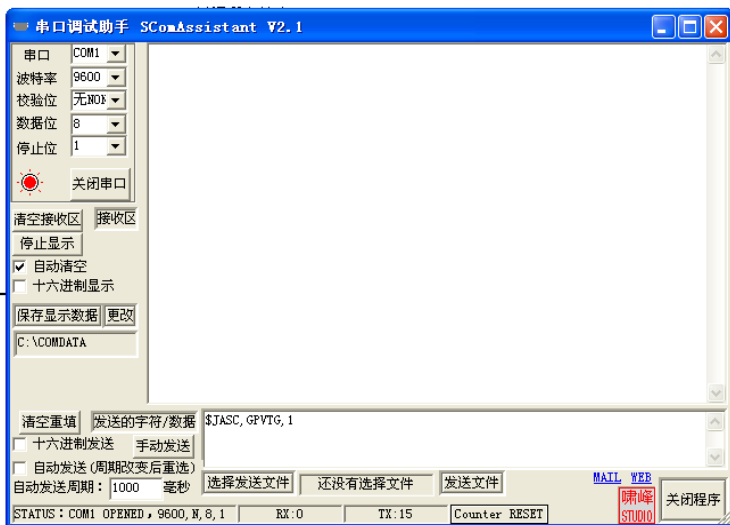 串口调试助手 SComAssistant V2.1
串口 COM1
波特率 9600
校验位 无NON
数据位 8
停止位 1
关闭串口
清空接收区 接收区
停止显示
自动清空
十六进制显示
保存显示数据 更改
C:\COMDATA
清空重填 发送的字符/数据 $JASC,GPVTG,1
十六进制发送 手动发送
自动发送(周期改变后重选)
自动发送周期: 1000 毫秒 选择发送文件 还没有选择文件 发送文件 MAIL WEB
啸峰 STUDIO 关闭程序
STATUS:COM1 OPENED,9600,N,8,1 RX:0 TX:15 Counter RESET